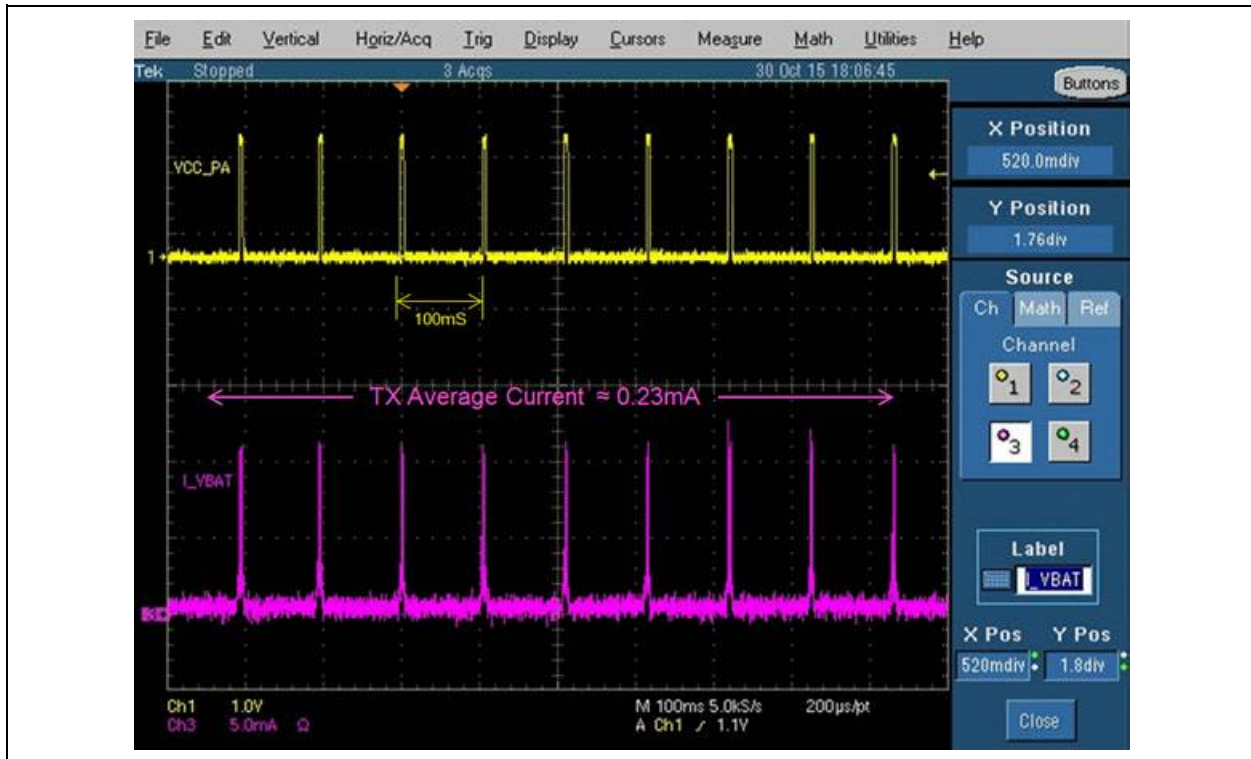 File Edit Vertical Horiz/Acq Trig Display Cursors Measure Math Utilities Help
Tek Stopped 3 Acqs 30 Oct 15 18:06:45
Buttons
X Position
520.0mdiv
Y Position
1.76div
Source
Ch Math Ref
Channel
1 2
3 4
VCC_PA
1
100mS
TX Average Current ≈ 0.23mA
I_VBAT
Label
I_VBAT
X Pos Y Pos
520mdiv 1.8div
Close
Ch1 1.0V M 100ms 5.0kS/s 200µs/pt
Ch3 5.0mA Ω A Ch1 / 1.1V